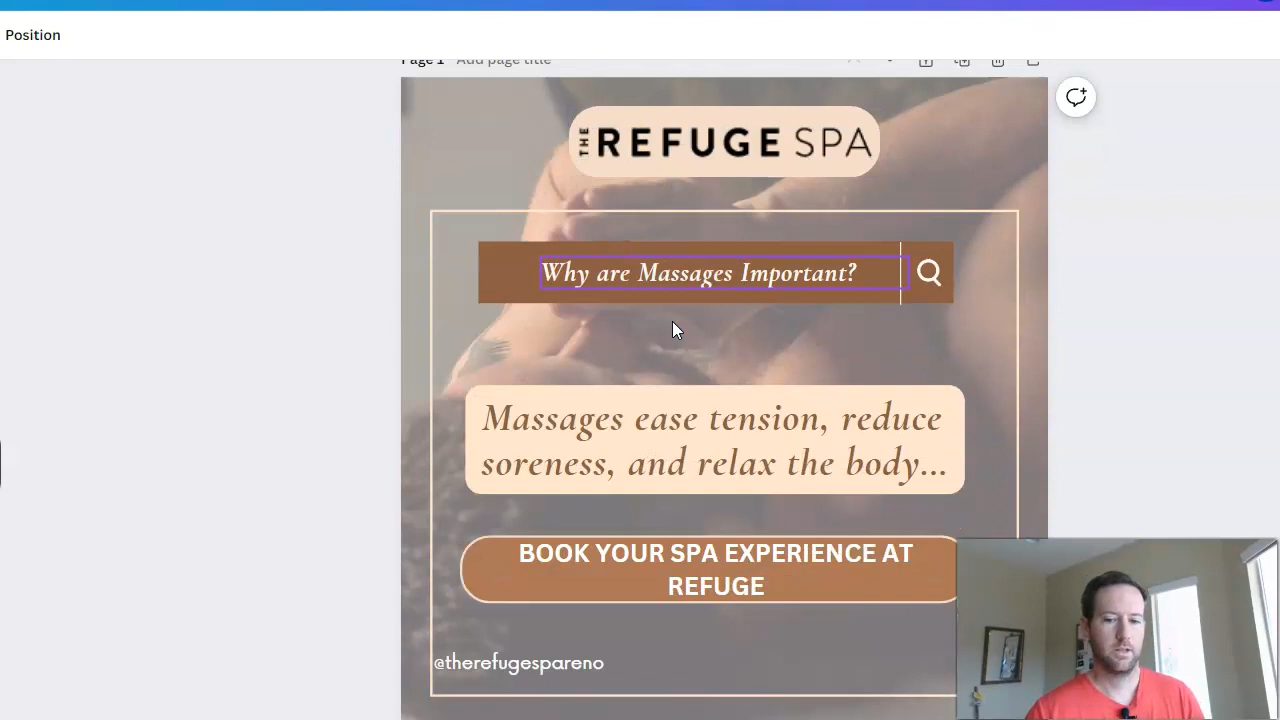 Position
Page 1 Add page title
THE REFUGE SPA
Why are Massages Important?
Massages ease tension, reduce
soreness, and relax the body...
BOOK YOUR SPA EXPERIENCE AT
REFUGE
@therefugespareno